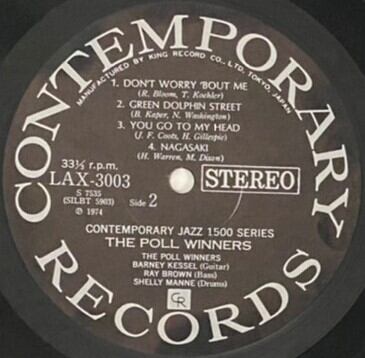 CONTEMPORARY
MANUFACTURED BY KING RECORD CO., LTD, TOKYO, JAPAN
1. DON'T WORRY 'BOUT ME
(R. Bloom, T. Koehler)
2. GREEN DOLPHIN STREET
(B. Kaper, N. Washington)
3. YOU GO TO MY HEAD
(J. F. Coots, H. Gillespie)
4. NAGASAKI
(H. Warren, M. Dixon)
33⅓ r.p.m.
LAX-3003
STEREO
S 7535
(SILBT 5903)
Side 2
℗ 1974
CONTEMPORARY JAZZ 1500 SERIES
THE POLL WINNERS
THE POLL WINNERS
BARNEY KESSEL (Guitar)
RAY BROWN (Bass)
SHELLY MANNE (Drums)
CR
RECORDS